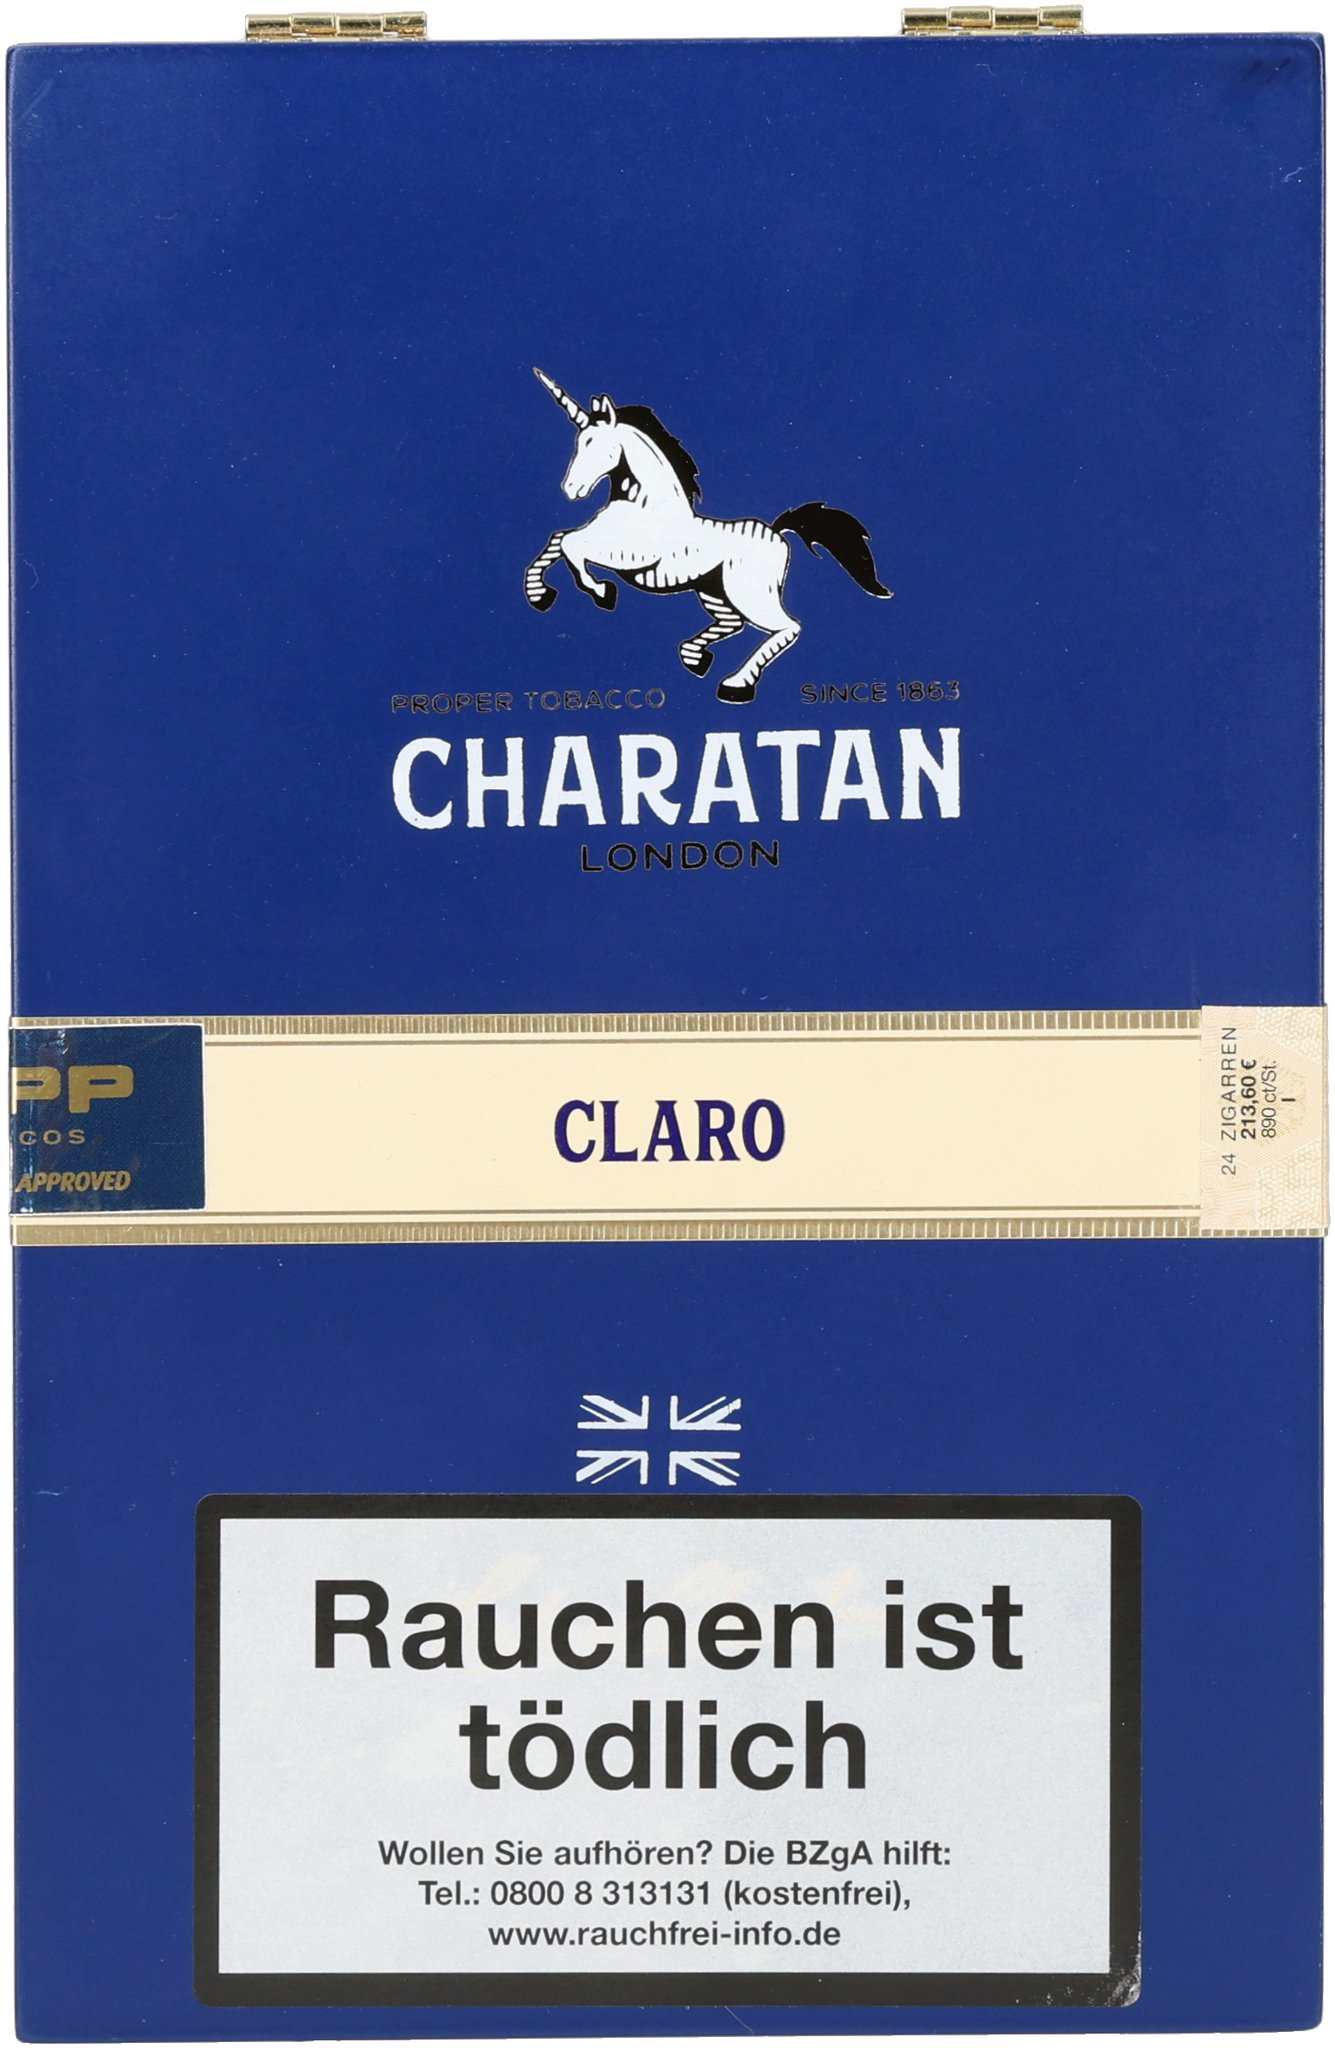 PROPER TOBACCO SINCE 1863
CHARATAN
LONDON
PP
COS
APPROVED
CLARO
24 ZIGARREN
213,60 €
890 ct/St.
I
Rauchen ist
tödlich
Wollen Sie aufhören? Die BZgA hilft:
Tel.: 0800 8 313131 (kostenfrei),
www.rauchfrei-info.de